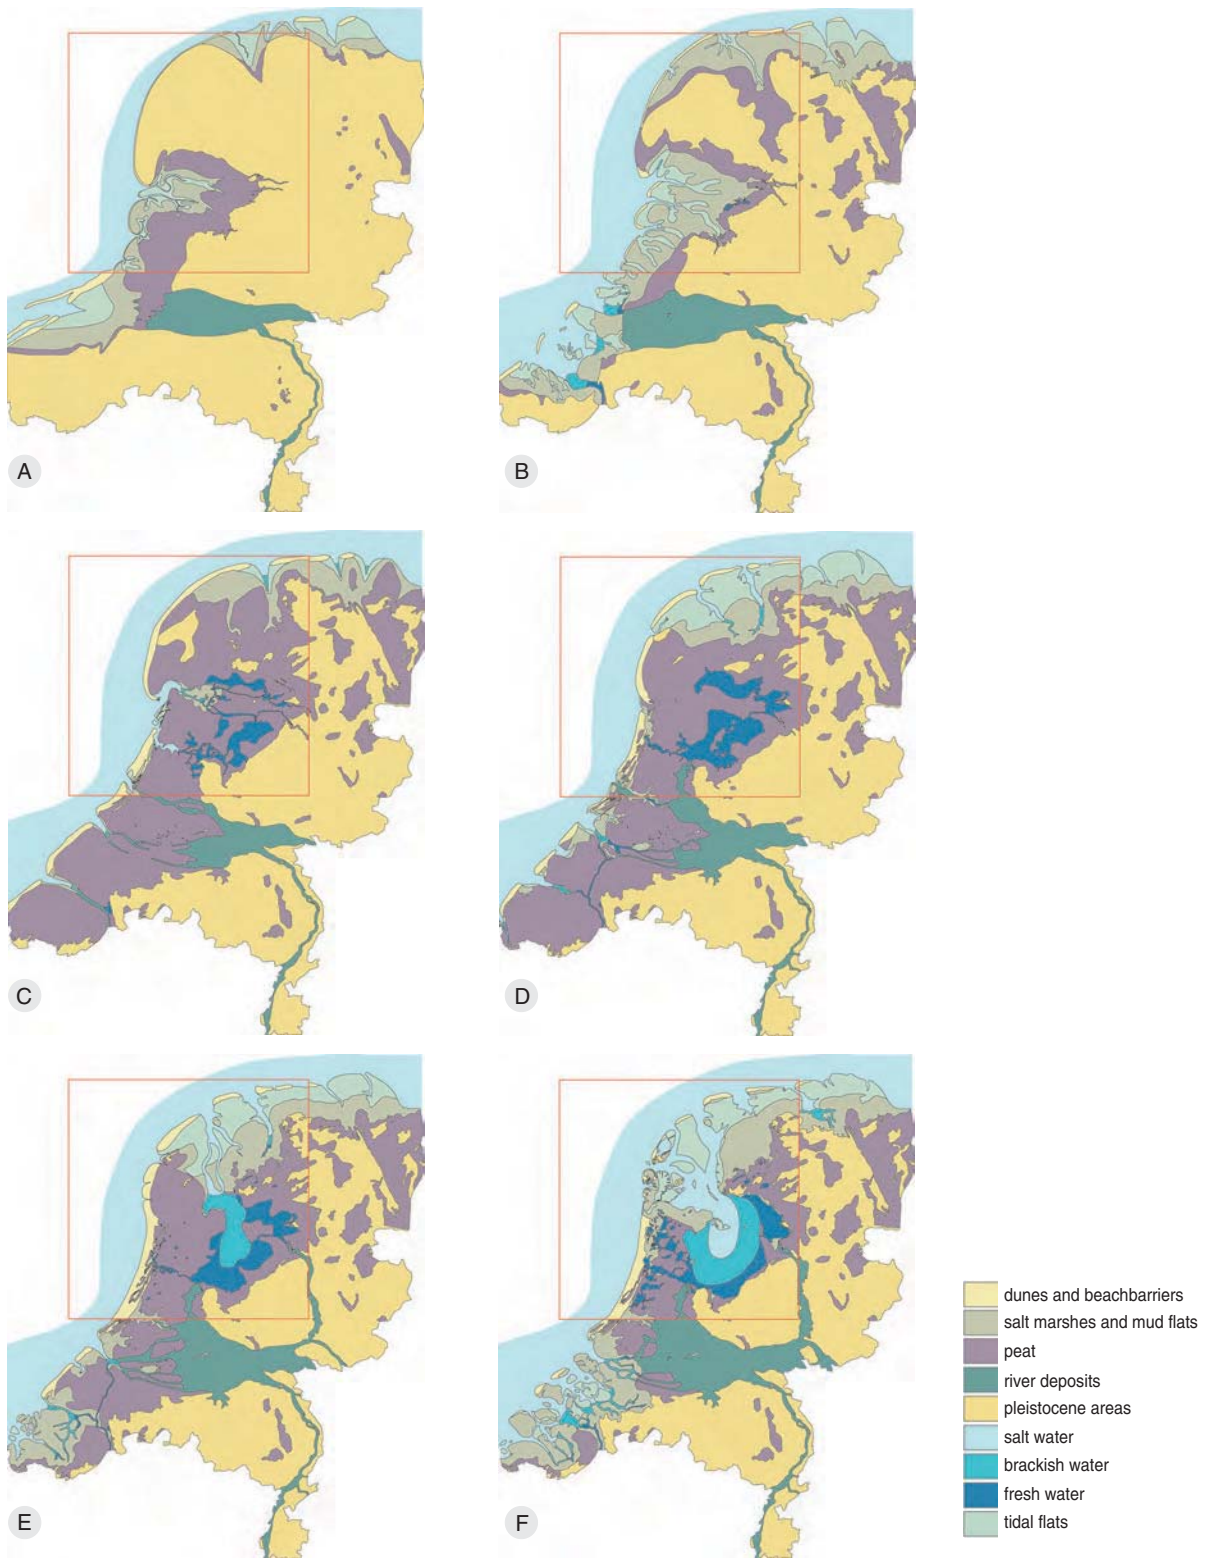 A
B
C
D
E
F
dunes and beachbarriers
salt marshes and mud flats
peat
river deposits
pleistocene areas
salt water
brackish water
fresh water
tidal flats